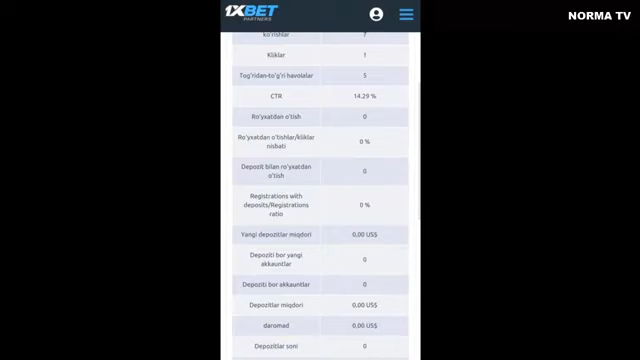 1XBET
PARTNERS
NORMA TV
ko'rishlar 7
Kliklar 1
Tog'ridan-to'g'ri havolalar 5
CTR 14.29 %
Ro'yxatdan o'tish 0
Ro'yxatdan o'tishlar/kliklar
nisbati 0 %
Depozit bilan ro'yxatdan
o'tish 0
Registrations with
deposits/Registrations
ratio 0 %
Yangi depozitlar miqdori 0,00 US$
Depoziti bor yangi
akkauntlar 0
Depoziti bor akkauntlar 0
Depozitlar miqdori 0,00 US$
daromad 0,00 US$
Depozitlar soni 0